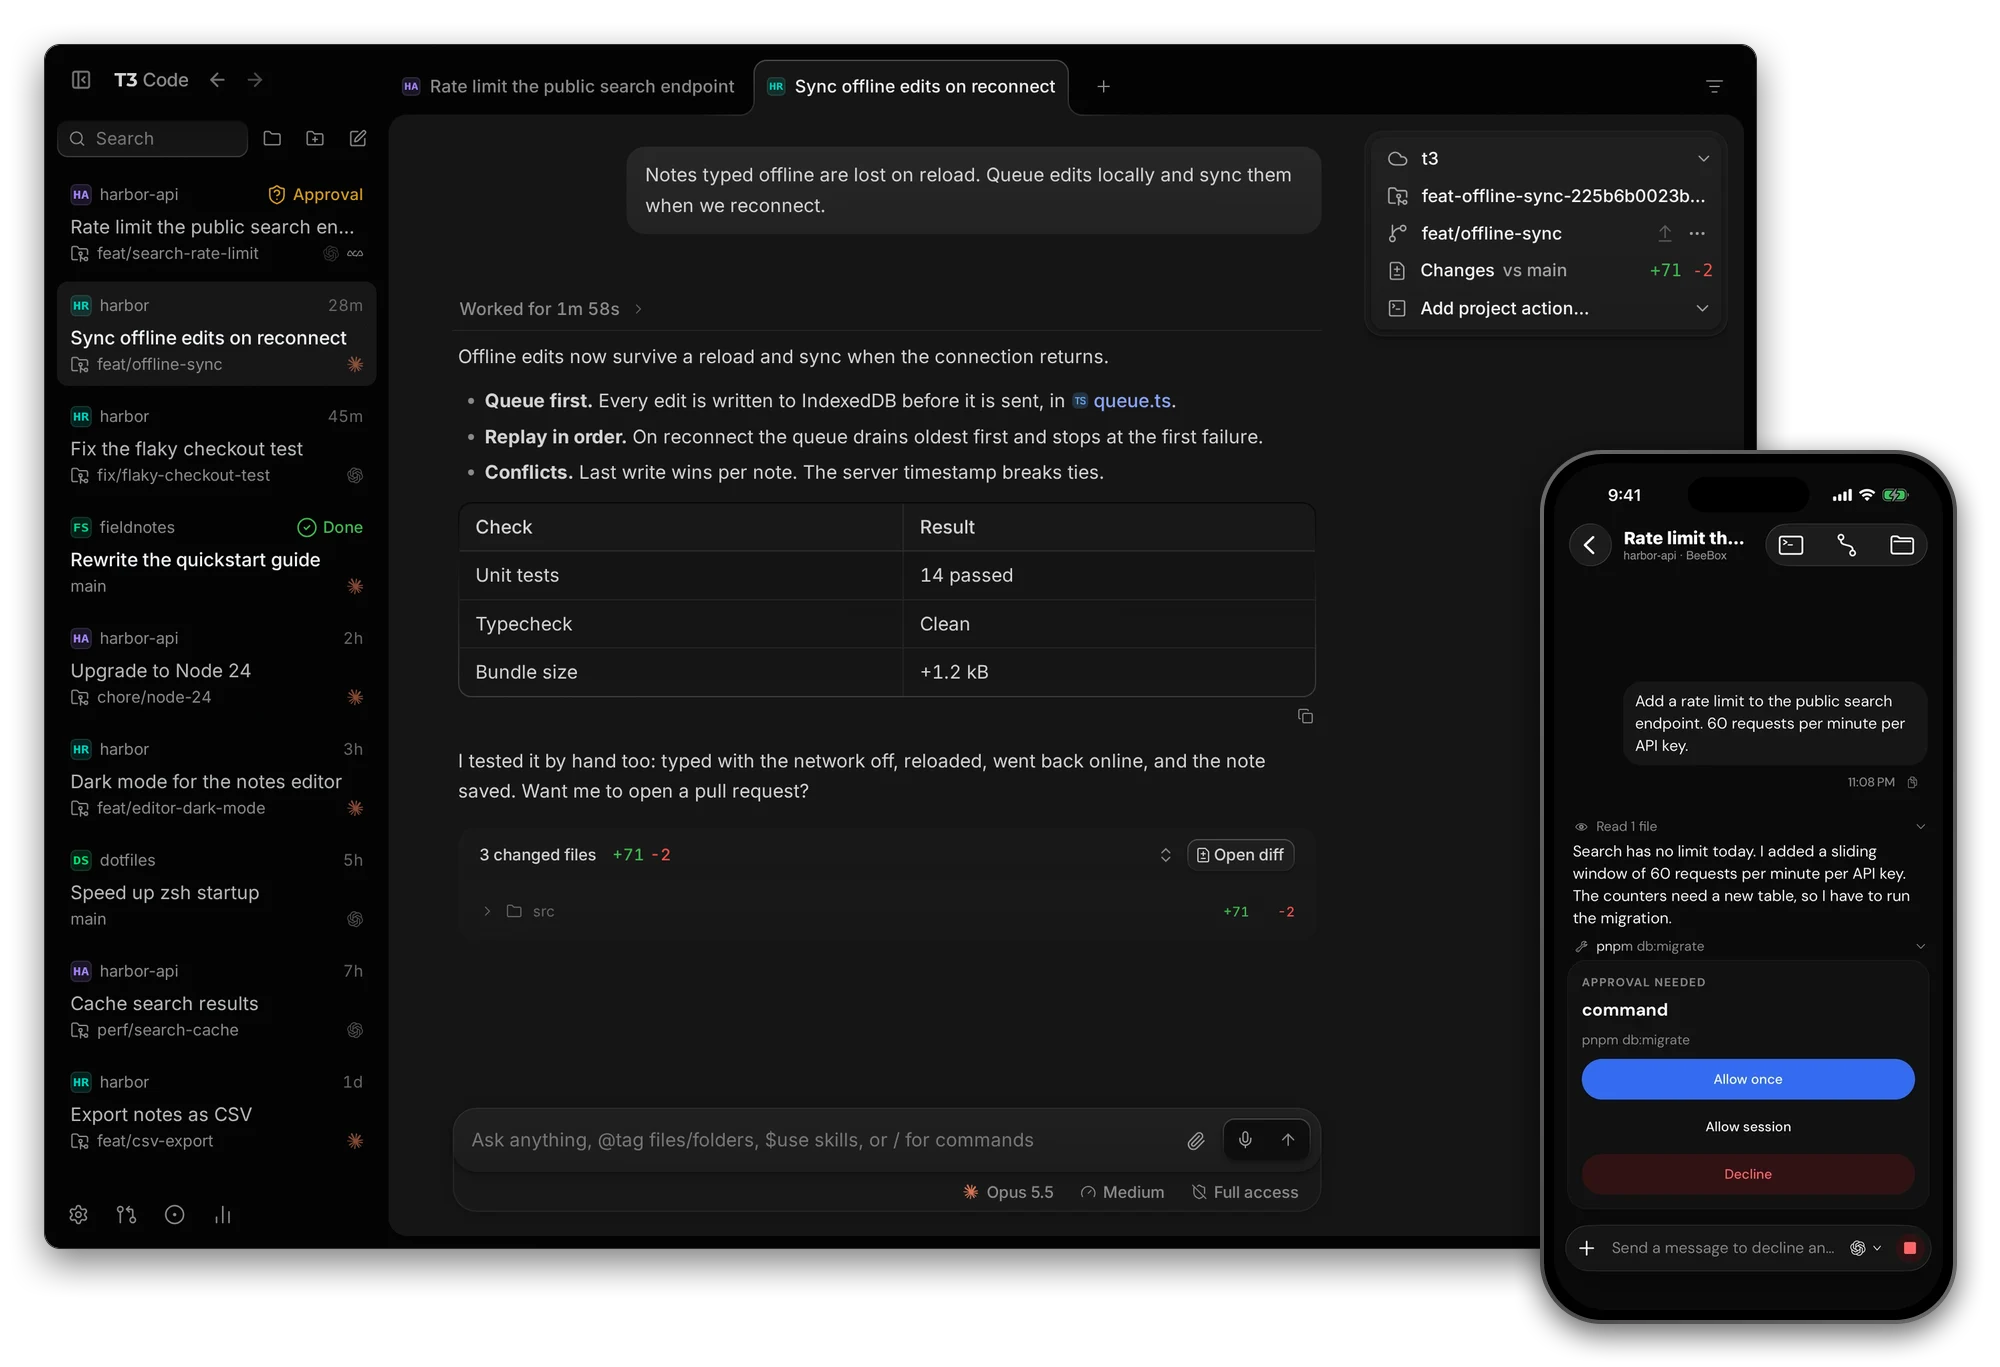 T3 Code
Search
HA harbor-api Approval
Rate limit the public search en...
feat/search-rate-limit
HR harbor 28m
Sync offline edits on reconnect
feat/offline-sync
HR harbor 45m
Fix the flaky checkout test
fix/flaky-checkout-test
FS fieldnotes Done
Rewrite the quickstart guide
main
HA harbor-api 2h
Upgrade to Node 24
chore/node-24
HR harbor 3h
Dark mode for the notes editor
feat/editor-dark-mode
DS dotfiles 5h
Speed up zsh startup
main
HA harbor-api 7h
Cache search results
perf/search-cache
HR harbor 1d
Export notes as CSV
feat/csv-export
HA Rate limit the public search endpoint
HR Sync offline edits on reconnect
Notes typed offline are lost on reload. Queue edits locally and sync them
when we reconnect.
Worked for 1m 58s
Offline edits now survive a reload and sync when the connection returns.
• Queue first. Every edit is written to IndexedDB before it is sent, in TS queue.ts.
• Replay in order. On reconnect the queue drains oldest first and stops at the first failure.
• Conflicts. Last write wins per note. The server timestamp breaks ties.
Check Result
Unit tests 14 passed
Typecheck Clean
Bundle size +1.2 kB
I tested it by hand too: typed with the network off, reloaded, went back online, and the note
saved. Want me to open a pull request?
3 changed files +71 -2 Open diff
src +71 -2
Ask anything, @tag files/folders, $use skills, or / for commands
Opus 5.5 Medium Full access
t3
feat-offline-sync-225b6b0023b...
feat/offline-sync
Changes vs main +71 -2
Add project action...
9:41
Rate limit th...
harbor-api · BeeBox
Add a rate limit to the public search
endpoint. 60 requests per minute per
API key.
11:08 PM
Read 1 file
Search has no limit today. I added a sliding
window of 60 requests per minute per API key.
The counters need a new table, so I have to run
the migration.
pnpm db:migrate
APPROVAL NEEDED
command
pnpm db:migrate
Allow once
Allow session
Decline
Send a message to decline an...